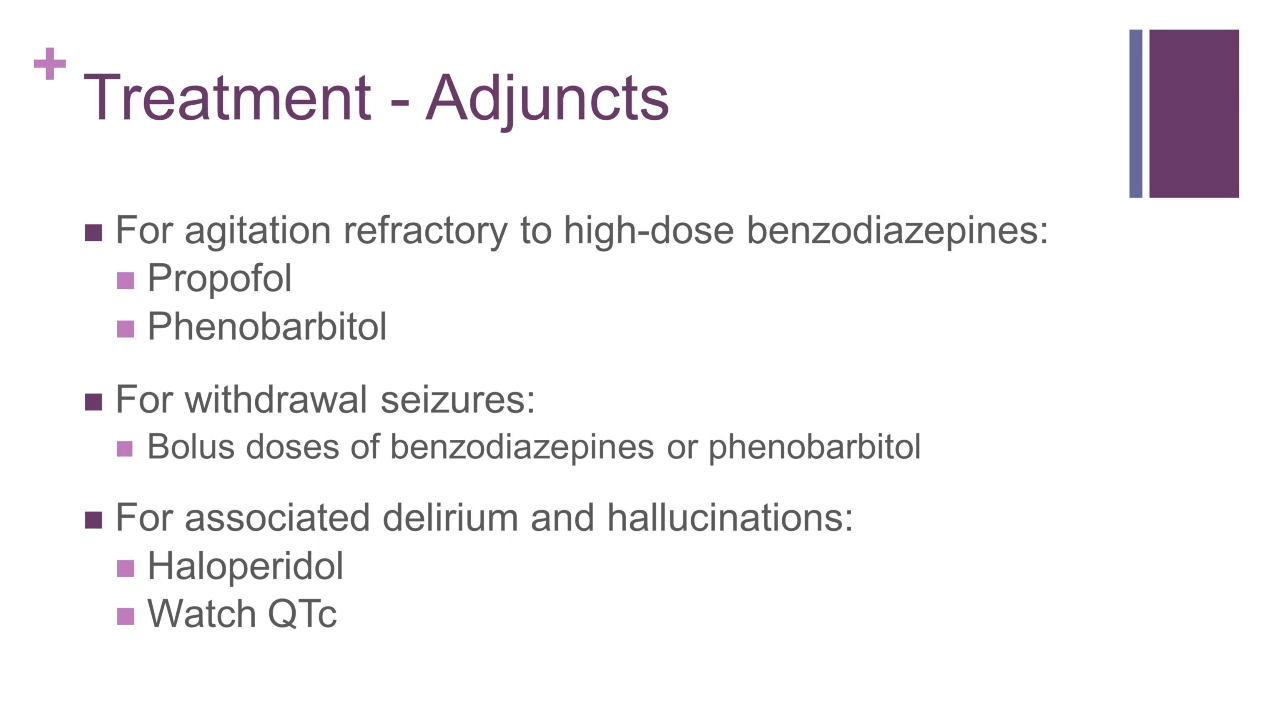 Treatment - Adjuncts
For agitation refractory to high-dose benzodiazepines:
Propofol
Phenobarbitol
For withdrawal seizures:
Bolus doses of benzodiazepines or phenobarbitol
For associated delirium and hallucinations:
Haloperidol
Watch QTc